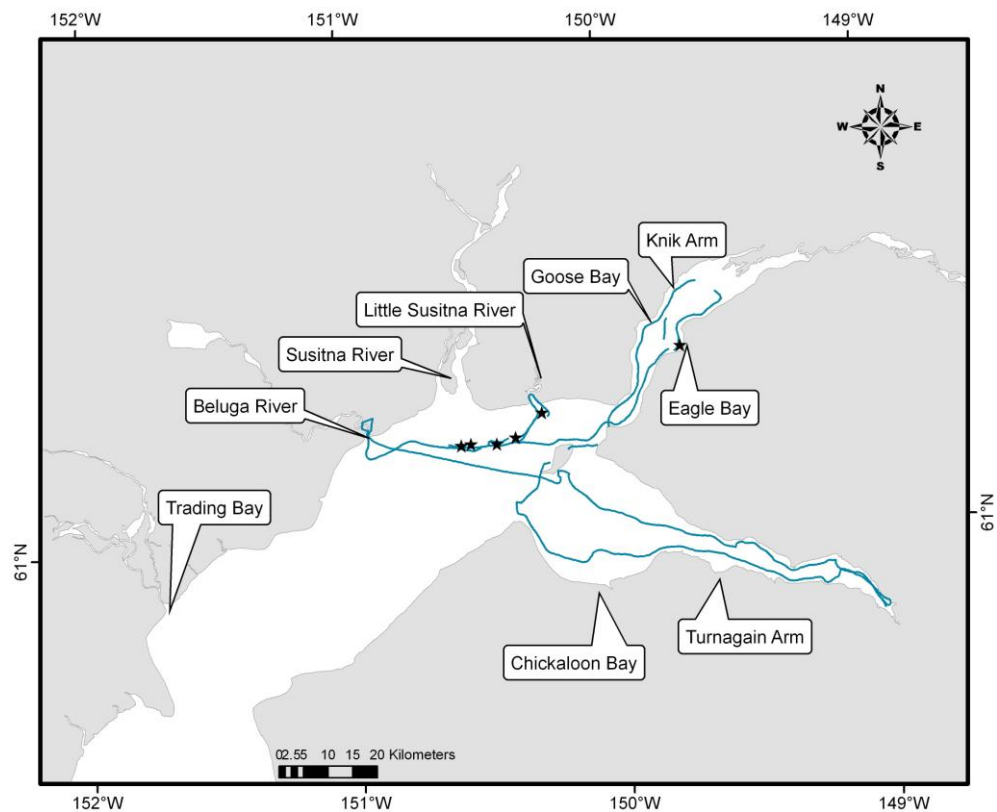 152°W 151°W 150°W 149°W
N
W E
S
Knik Arm
Goose Bay
Little Susitna River
Susitna River
Eagle Bay
Beluga River
Trading Bay
61°N
61°N
Turnagain Arm
Chickaloon Bay
02.55 10 15 20 Kilometers
152°W 151°W 150°W 149°W